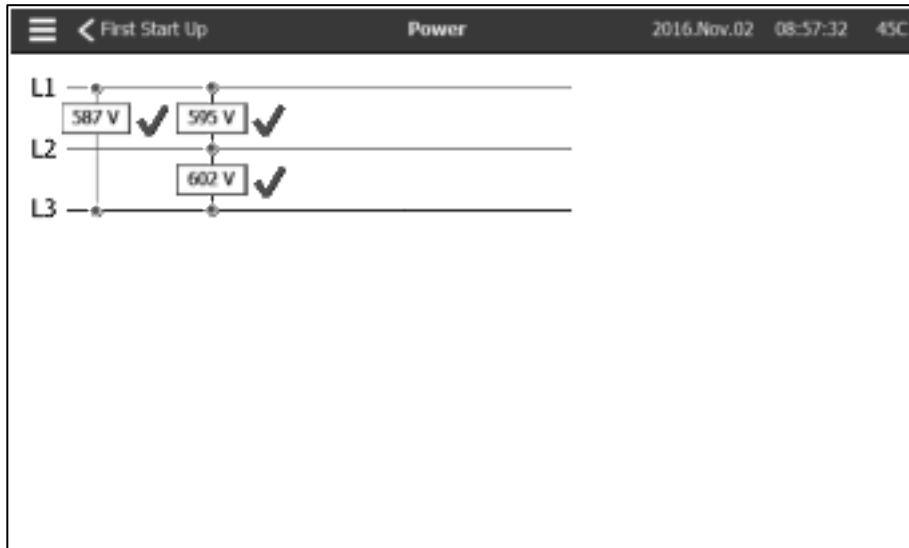 First Start Up Power 2016.Nov.02 08:57:32 45C
L1
587 V 595 V
L2
602 V
L3